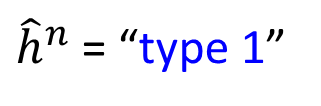 ĥⁿ = “type 1”